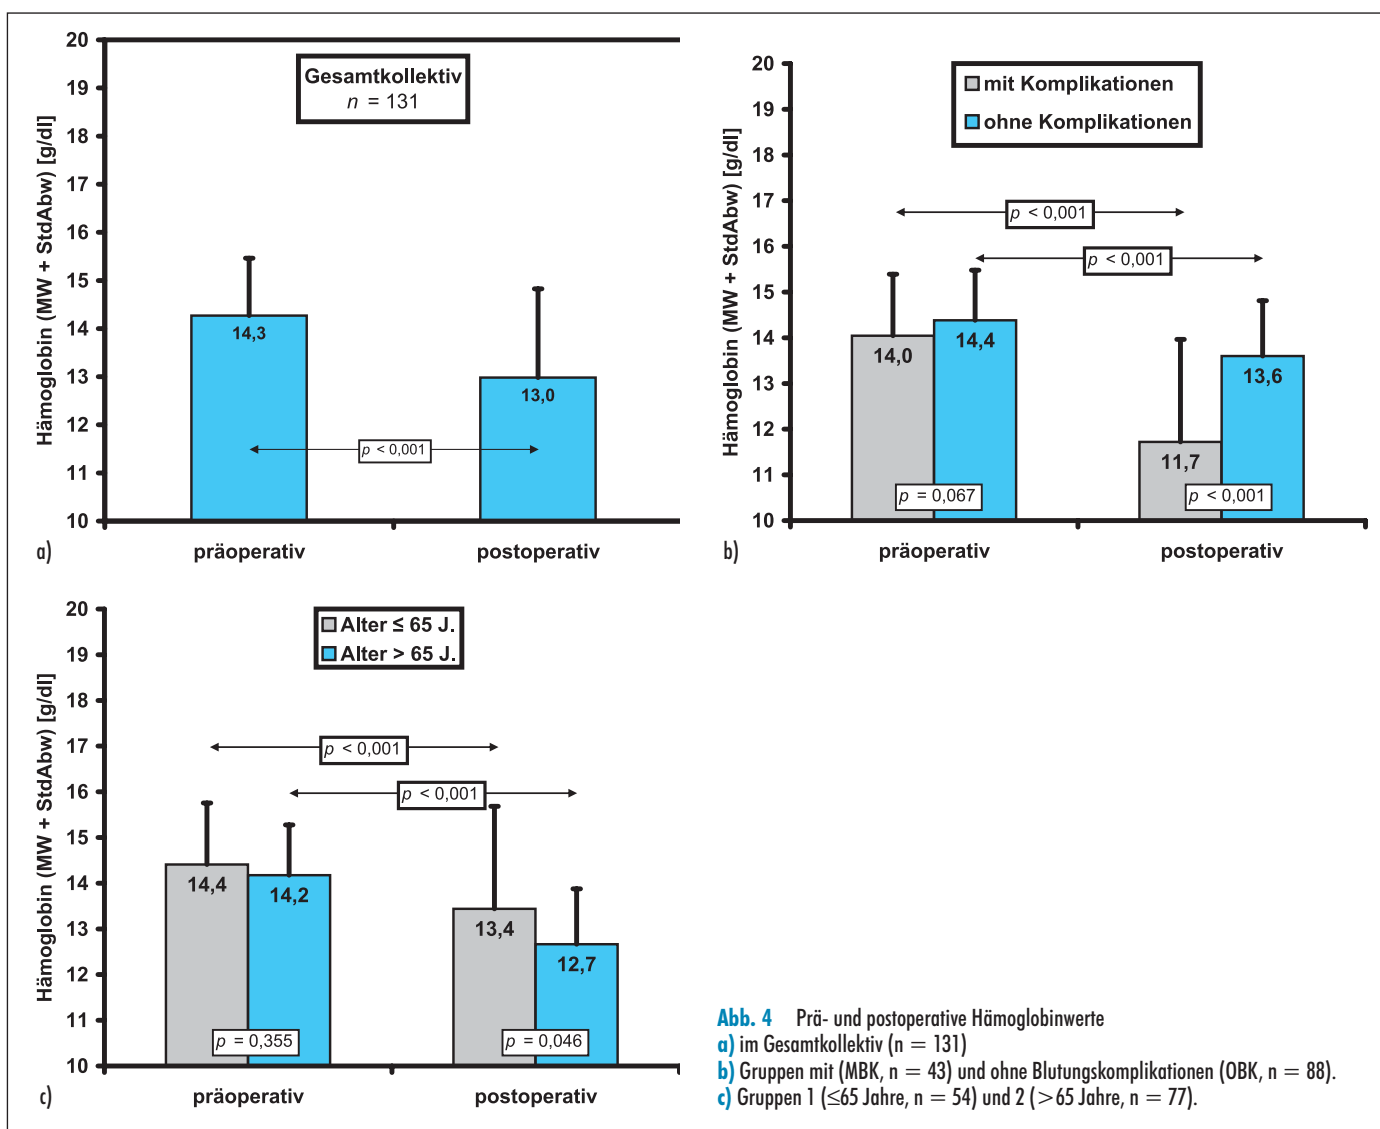 Gesamtkollektiv
n = 131
Hämoglobin (MW + StdAbw) [g/dl]
20
19
18
17
16
15
14
13
12
11
10
14,3
13,0
p < 0,001
präoperativ
postoperativ
a)
mit Komplikationen
ohne Komplikationen
Hämoglobin (MW + StdAbw) [g/dl]
20
19
18
17
16
15
14
13
12
11
10
p < 0,001
p < 0,001
14,0
14,4
11,7
13,6
p = 0,067
p < 0,001
präoperativ
postoperativ
b)
Alter ≤ 65 J.
Alter > 65 J.
Hämoglobin (MW + StdAbw) [g/dl]
20
19
18
17
16
15
14
13
12
11
10
p < 0,001
p < 0,001
14,4
14,2
13,4
12,7
p = 0,355
p = 0,046
präoperativ
postoperativ
c)
Abb. 4 Prä- und postoperative Hämoglobinwerte
a) im Gesamtkollektiv (n = 131)
b) Gruppen mit (MBK, n = 43) und ohne Blutungskomplikationen (OBK, n = 88).
c) Gruppen 1 (≤65 Jahre, n = 54) und 2 (>65 Jahre, n = 77).